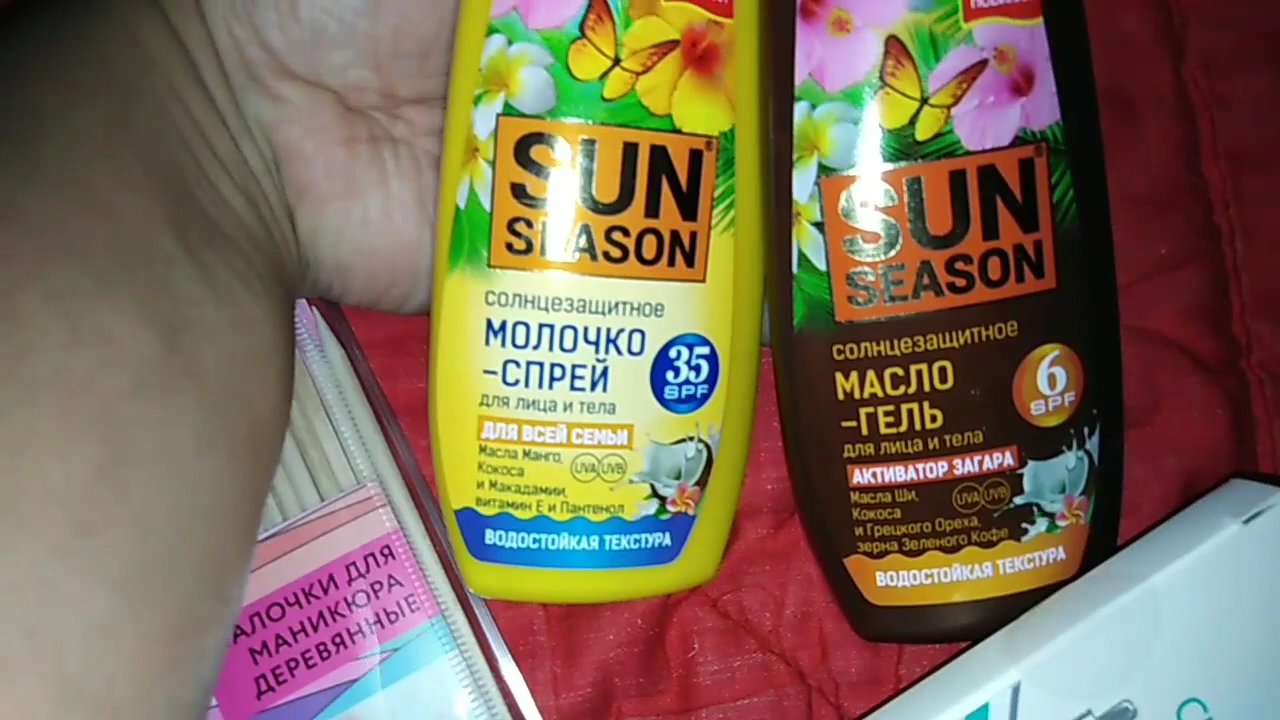 SUN
SEASON
СОЛНЦЕЗАЩИТНОЕ
МОЛОЧКО
-СПРЕЙ
ДЛЯ ЛИЦА И ТЕЛА
35
SPF
ДЛЯ ВСЕЙ СЕМЬИ
Масла Манго,
Кокоса
и Макадамии,
витамин Е и Пантенол
UVA UVB
ВОДОСТОЙКАЯ ТЕКСТУРА
SUN
SEASON
СОЛНЦЕЗАЩИТНОЕ
МАСЛО
-ГЕЛЬ
ДЛЯ ЛИЦА И ТЕЛА
6
SPF
АКТИВАТОР ЗАГАРА
Масла Ши,
Кокоса
и Грецкого Ореха,
зерна Зеленого Кофе
UVA UVB
ВОДОСТОЙКАЯ ТЕКСТУРА
АЛОЧКИ ДЛЯ
МАНИКЮРА
ДЕРЕВЯННЫЕ